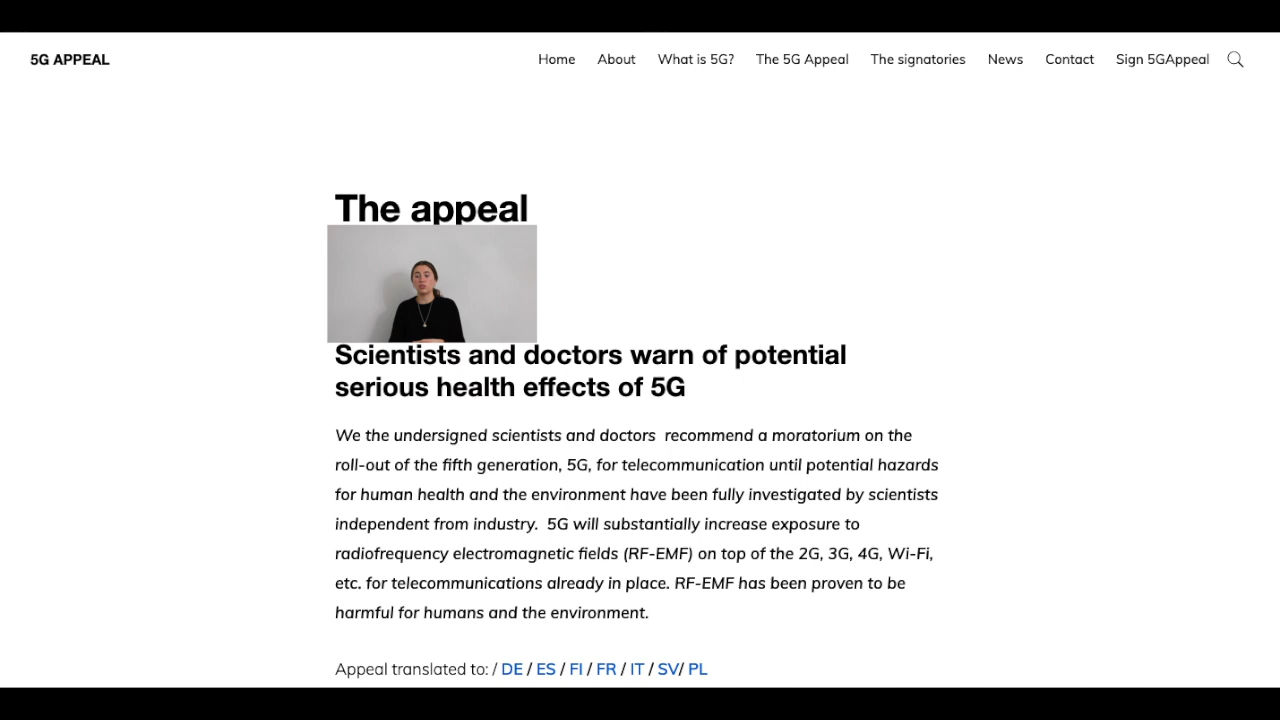 5G APPEAL
Home About What is 5G? The 5G Appeal The signatories News Contact Sign 5GAppeal
The appeal
Scientists and doctors warn of potential
serious health effects of 5G
We the undersigned scientists and doctors recommend a moratorium on the
roll-out of the fifth generation, 5G, for telecommunication until potential hazards
for human health and the environment have been fully investigated by scientists
independent from industry. 5G will substantially increase exposure to
radiofrequency electromagnetic fields (RF-EMF) on top of the 2G, 3G, 4G, Wi-Fi,
etc. for telecommunications already in place. RF-EMF has been proven to be
harmful for humans and the environment.
Appeal translated to: / DE / ES / FI / FR / IT / SV/ PL